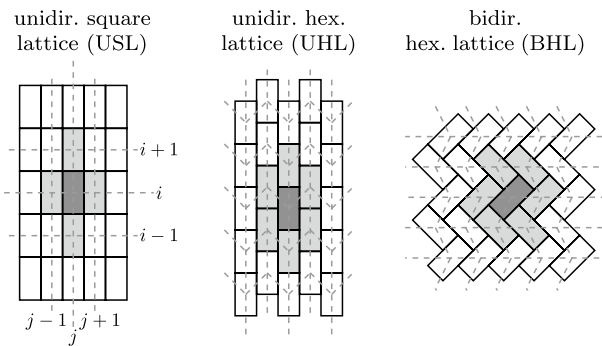 unidir. square
lattice (USL)
unidir. hex.
lattice (UHL)
bidir.
hex. lattice (BHL)
i + 1
i
i − 1
j − 1
j
j + 1